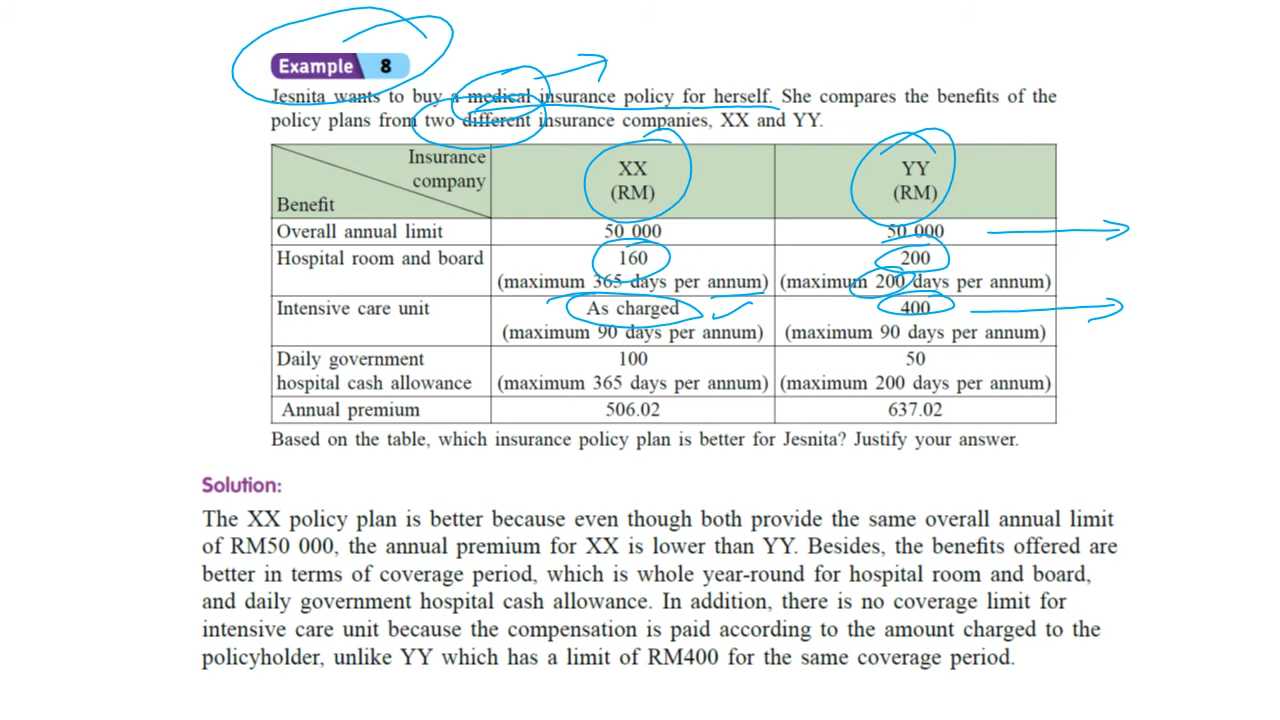 Example 8
Jesnita wants to buy a medical insurance policy for herself. She compares the benefits of the
policy plans from two different insurance companies, XX and YY.
Insurance company
Benefit
XX (RM)
YY (RM)
Overall annual limit 50 000 50 000
Hospital room and board 160 (maximum 365 days per annum) 200 (maximum 200 days per annum)
Intensive care unit As charged (maximum 90 days per annum) 400 (maximum 90 days per annum)
Daily government hospital cash allowance 100 (maximum 365 days per annum) 50 (maximum 200 days per annum)
Annual premium 506.02 637.02
Based on the table, which insurance policy plan is better for Jesnita? Justify your answer.
Solution:
The XX policy plan is better because even though both provide the same overall annual limit
of RM50 000, the annual premium for XX is lower than YY. Besides, the benefits offered are
better in terms of coverage period, which is whole year-round for hospital room and board,
and daily government hospital cash allowance. In addition, there is no coverage limit for
intensive care unit because the compensation is paid according to the amount charged to the
policyholder, unlike YY which has a limit of RM400 for the same coverage period.